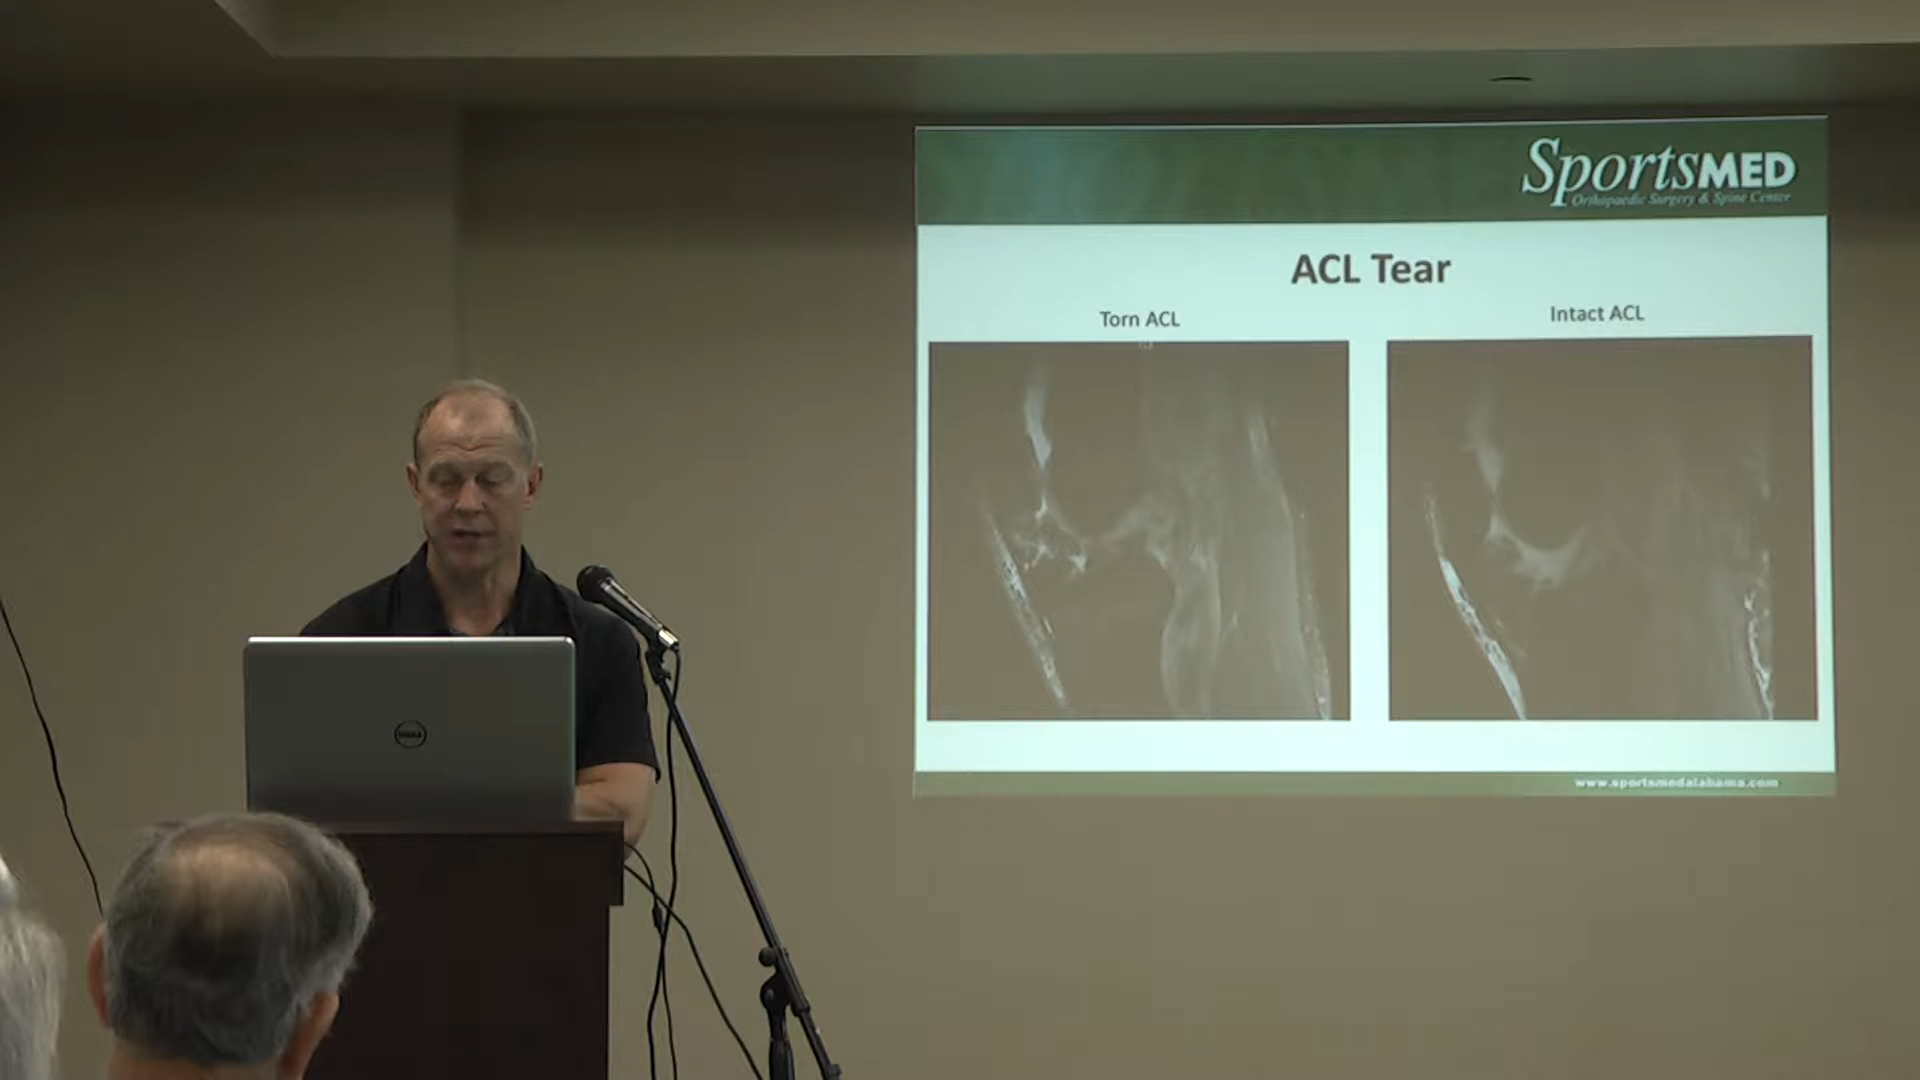 SportsMED
Orthopaedic Surgery & Spine Center
ACL Tear
Torn ACL
Intact ACL
DELL
www.sportsmedalabama.com